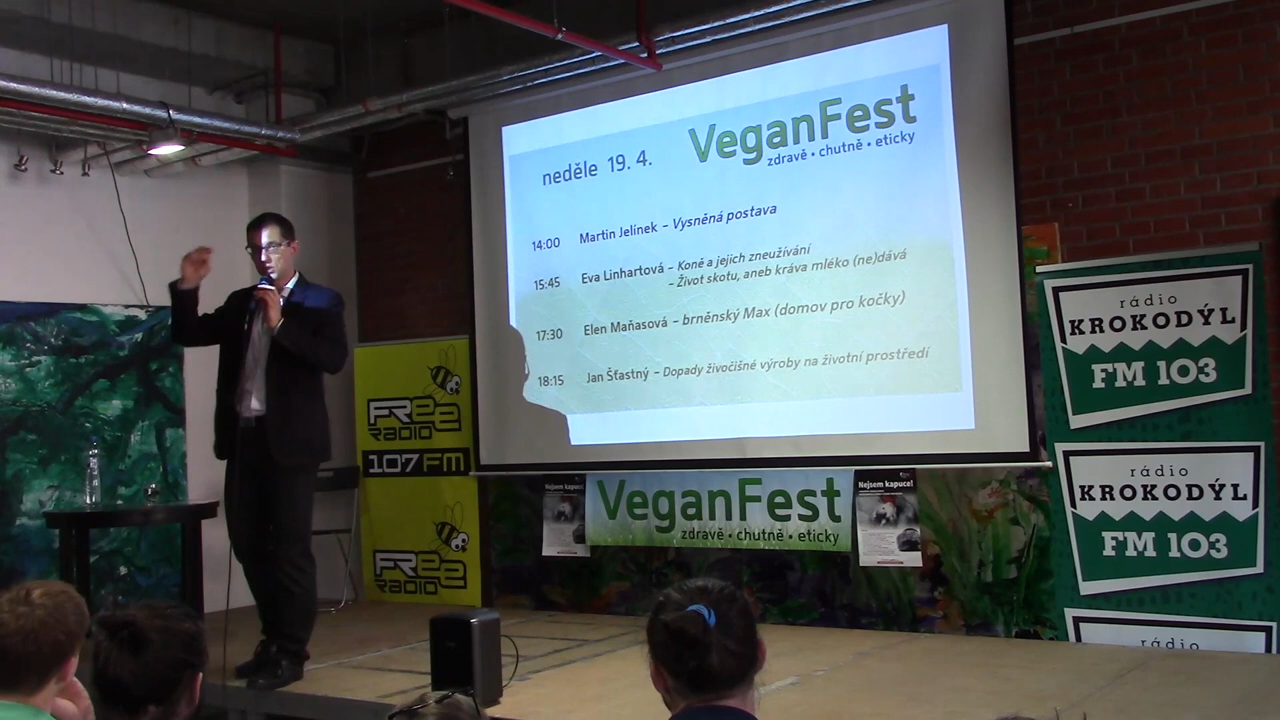 VeganFest
zdravě • chutně • eticky
neděle 19. 4.
14:00 Martin Jelínek – Vysněná postava
15:45 Eva Linhartová – Koně a jejich zneužívání
– Život skotu, aneb kráva mléko (ne)dává
17:30 Elen Maňasová – brněnský Max (domov pro kočky)
18:15 Jan Šťastný – Dopady živočišné výroby na životní prostředí
FRee
RADIO
107 FM
FRee
RADIO
Nejsem kapuce!
VeganFest
zdravě • chutně • eticky
Nejsem kapuce!
rádio
KROKODÝL
FM 103
rádio
KROKODÝL
FM 103
rádio